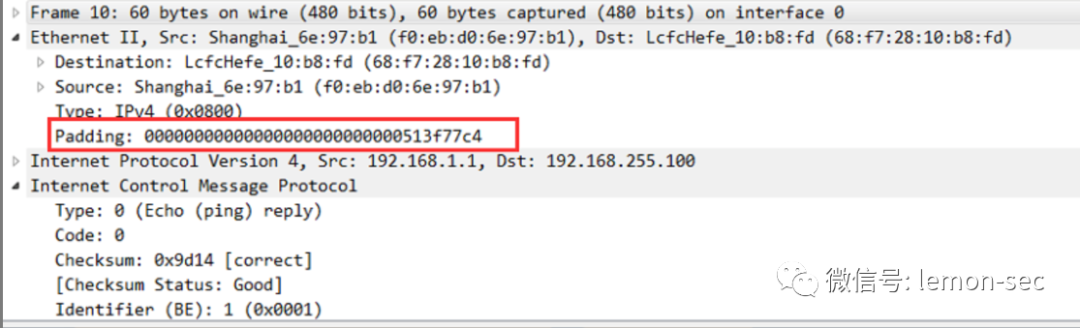 Frame 10: 60 bytes on wire (480 bits), 60 bytes captured (480 bits) on interface 0
Ethernet II, Src: Shanghai_6e:97:b1 (f0:eb:d0:6e:97:b1), Dst: LcfcHefe_10:b8:fd (68:f7:28:10:b8:fd)
Destination: LcfcHefe_10:b8:fd (68:f7:28:10:b8:fd)
Source: Shanghai_6e:97:b1 (f0:eb:d0:6e:97:b1)
Type: IPv4 (0x0800)
Padding: 0000000000000000000000000000513f77c4
Internet Protocol Version 4, Src: 192.168.1.1, Dst: 192.168.255.100
Internet Control Message Protocol
Type: 0 (Echo (ping) reply)
Code: 0
Checksum: 0x9d14 [correct]
[Checksum Status: Good]
Identifier (BE): 1 (0x0001)
微信号: lemon-sec